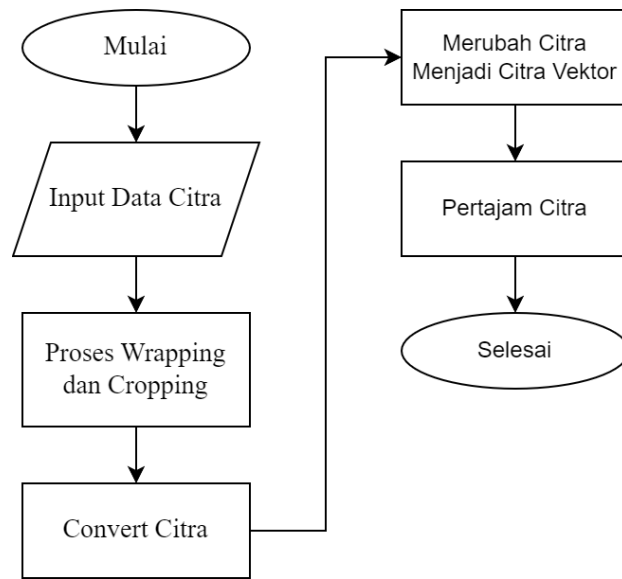 Mulai
Input Data Citra
Proses Wrapping
dan Cropping
Convert Citra
Merubah Citra
Menjadi Citra Vektor
Pertajam Citra
Selesai